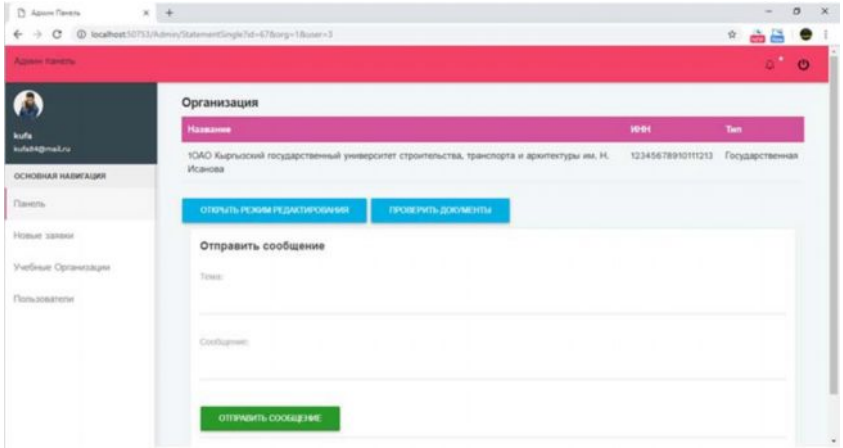 Админ Панель
localhost:50753/Admin/StatementSingle?id=67&org=1&user=3
Админ панель
kufa
kufa94@mail.ru
ОСНОВНАЯ НАВИГАЦИЯ
Панель
Новые заявки
Учебные Организации
Пользователи
Организация
Название ИНН Тип
1ОАО Кыргызский государственный университет строительства, транспорта и архитектуры им. Н. 12345678910111213 Государственная
Исанова
ОТКРЫТЬ РЕЖИМ РЕДАКТИРОВАНИЯ ПРОВЕРИТЬ ДОКУМЕНТЫ
Отправить сообщение
Тема:
Сообщение:
ОТПРАВИТЬ СООБЩЕНИЕ